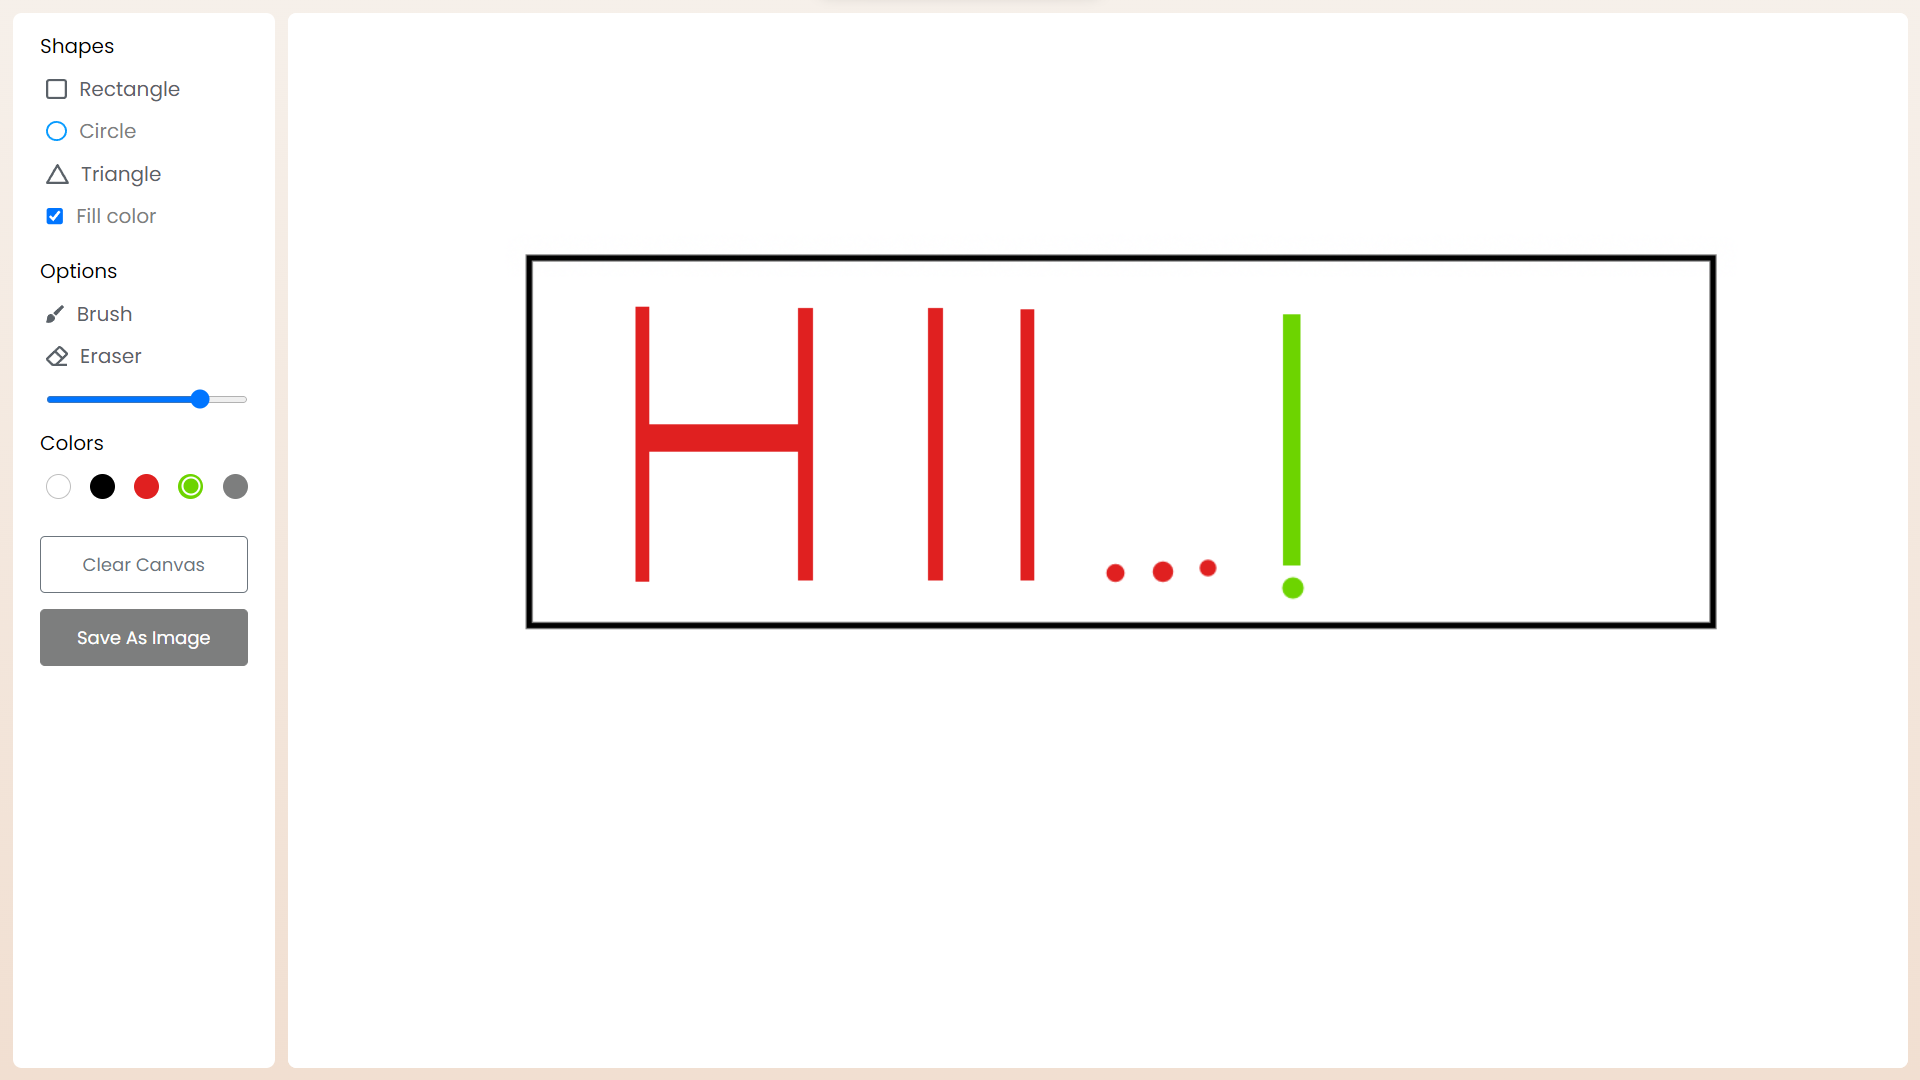 Shapes
Rectangle
Circle
Triangle
Fill color
Options
Brush
Eraser
Colors
Clear Canvas
Save As Image
HII...!